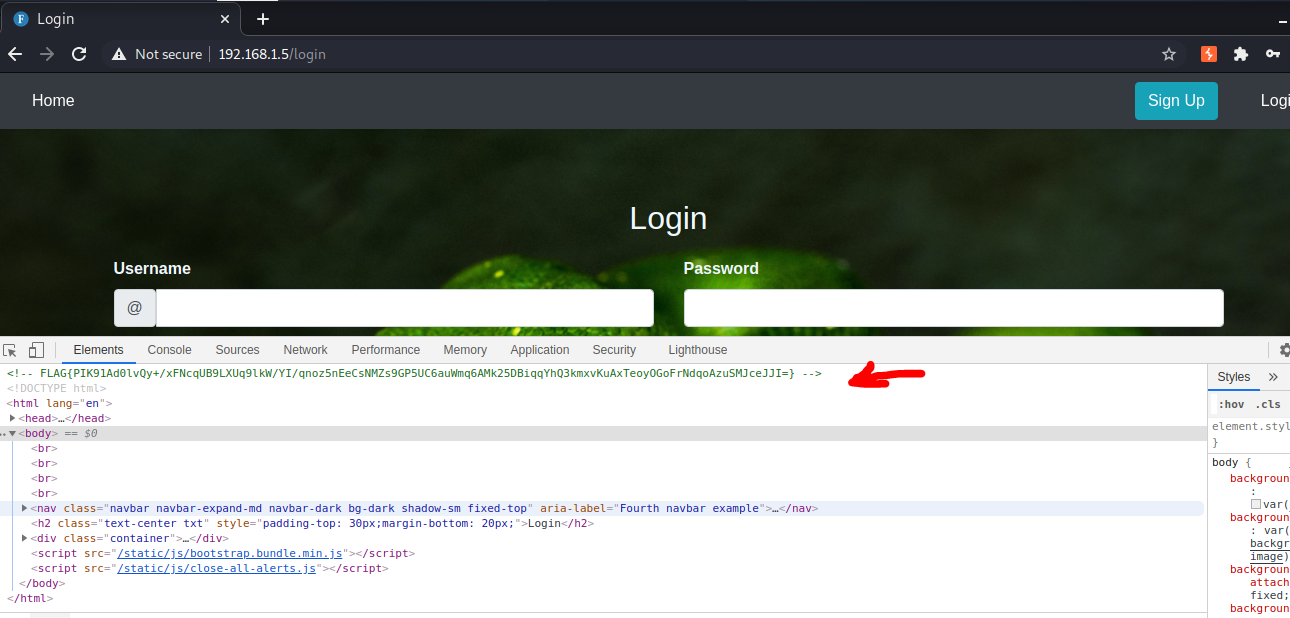 Login
Not secure 192.168.1.5/login
Home Sign Up Logi
Login
Username Password
@
Elements Console Sources Network Performance Memory Application Security Lighthouse
<!-- FLAG{PIK91Ad0lvQy+/xFNcqUB9LXUq9lkW/YI/qnoz5nEeCsNMZs9GP5UC6auWmq6AMk25DBiqqYhQ3kmxvKuAxTeoyOGoFrNdqoAzuSMJceJJI=} -->
<!DOCTYPE html>
<html lang="en">
<head>…</head>
<body> == $0
<br>
<br>
<br>
<br>
<nav class="navbar navbar-expand-md navbar-dark bg-dark shadow-sm fixed-top" aria-label="Fourth navbar example">…</nav>
<h2 class="text-center txt" style="padding-top: 30px;margin-bottom: 20px;">Login</h2>
<div class="container">…</div>
<script src="/static/js/bootstrap.bundle.min.js"></script>
<script src="/static/js/close-all-alerts.js"></script>
</body>
</html>
Styles »
:hov .cls
element.styl
}
body {
backgroun
:
var(
backgroun
: var(
backgr
image)
backgroun
attach
fixed;
backgroun